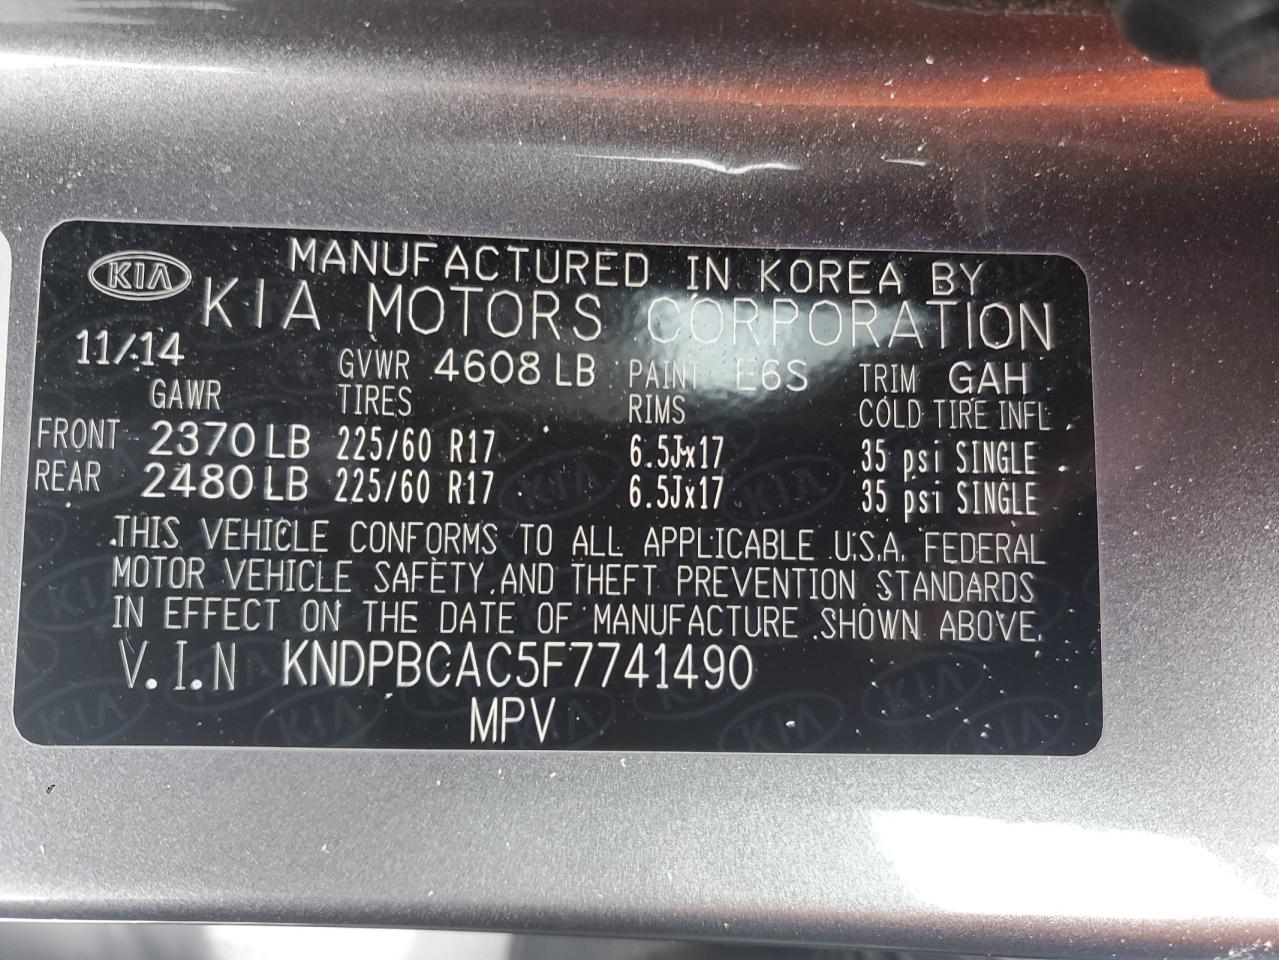 MANUFACTURED IN KOREA BY
KIA
KIA MOTORS CORPORATION
11/14 GVWR 4608 LB PAINT E6S TRIM GAH
GAWR TIRES RIMS COLD TIRE INFL.
FRONT 2370 LB 225/60 R17 6.5Jx17 35 psi SINGLE
REAR 2480 LB 225/60 R17 6.5Jx17 35 psi SINGLE
THIS VEHICLE CONFORMS TO ALL APPLICABLE U.S.A. FEDERAL
MOTOR VEHICLE SAFETY AND THEFT PREVENTION STANDARDS
IN EFFECT ON THE DATE OF MANUFACTURE SHOWN ABOVE.
V.I.N KNDPBCAC5F7741490
MPV